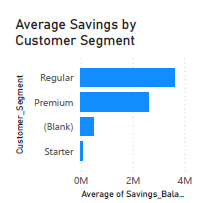 Average Savings by
Customer Segment
Customer_Segment
Regular
Premium
(Blank)
Starter
0M 2M 4M
Average of Savings_Bala...